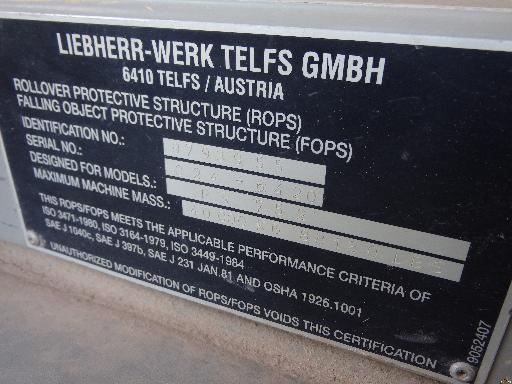 LIEBHERR-WERK TELFS GMBH
6410 TELFS / AUSTRIA
ROLLOVER PROTECTIVE STRUCTURE (ROPS)
FALLING OBJECT PROTECTIVE STRUCTURE (FOPS)
IDENTIFICATION NO.:
SERIAL NO.:
DESIGNED FOR MODELS.:
MAXIMUM MACHINE MASS.:
THIS ROPS/FOPS MEETS THE APPLICABLE PERFORMANCE CRITERIA OF
ISO 3471-1980, ISO 3164-1979, ISO 3449-1984
SAE J 1040c, SAE J 397b, SAE J 231 JAN.81 AND OSHA 1926.1001
UNAUTHORIZED MODIFICATION OF ROPS/FOPS VOIDS THIS CERTIFICATION
9052407